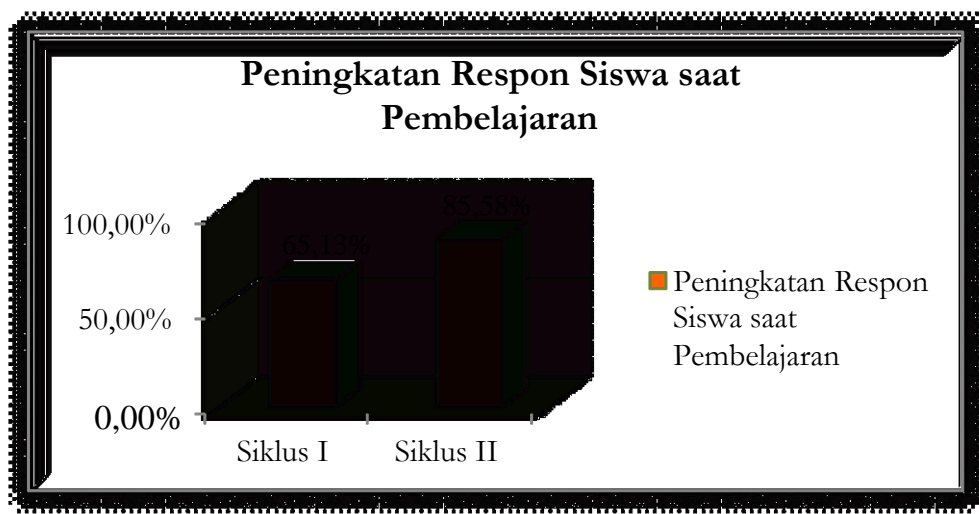 Peningkatan Respon Siswa saat
Pembelajaran
100,00%
50,00%
0,00%
65,13%
85,58%
Siklus I
Siklus II
Peningkatan Respon
Siswa saat
Pembelajaran